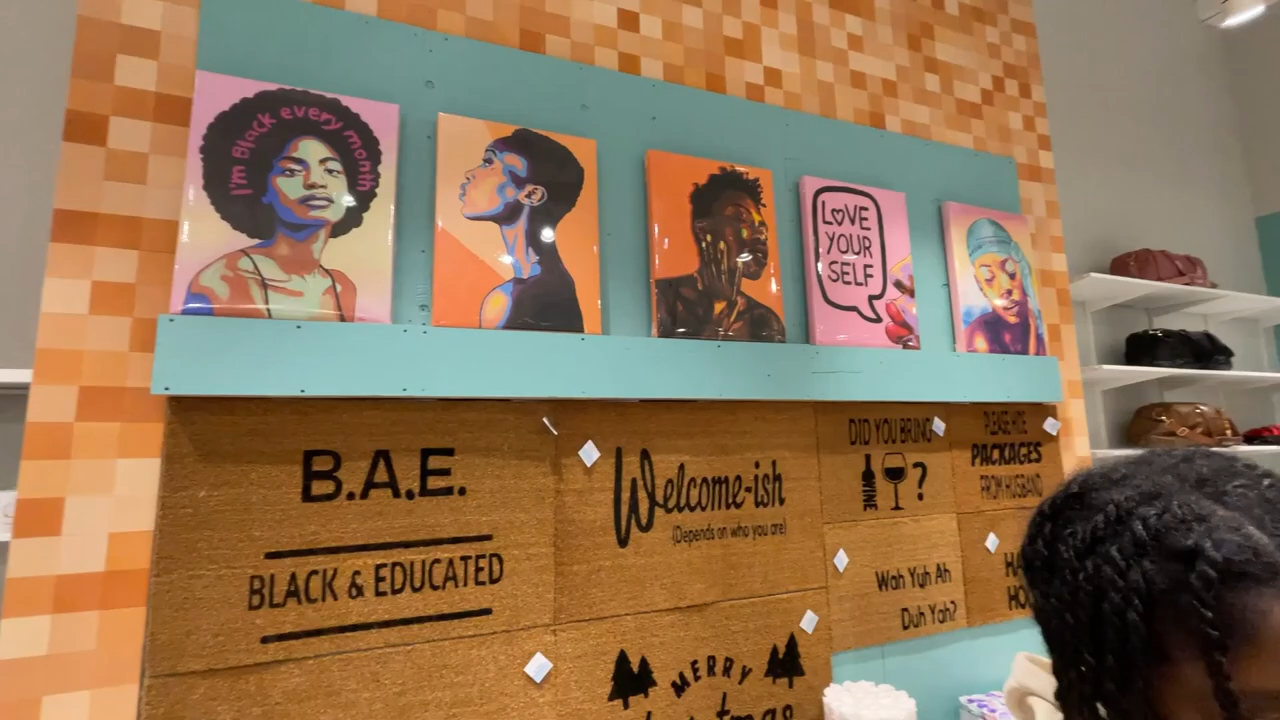 I'm Black every month
LOVE
YOUR
SELF
B.A.E.
BLACK & EDUCATED
Welcome-ish
(Depends on who you are)
DID YOU BRING
WINE
?
PLEASE HIDE
PACKAGES
FROM HUSBAND
Wah Yuh Ah
Duh Yah?
MERRY